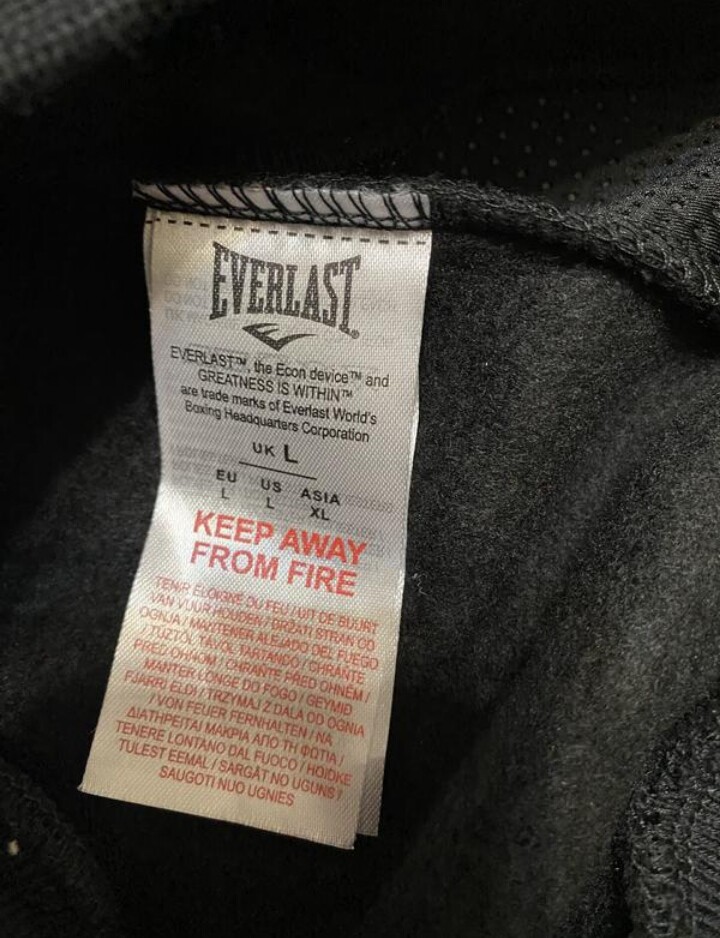 EVERLAST
EVERLAST™, the Econ device™ and
GREATNESS IS WITHIN™
are trade marks of Everlast World's
Boxing Headquarters Corporation
UK L
EU US ASIA
L L XL
KEEP AWAY
FROM FIRE
TENIR ÉLOIGNÉ DU FEU / UIT DE BUURT
VAN VUUR HOUDEN / DRŽATI STRAN OD
OGNJA / MANTENER ALEJADO DEL FUEGO
/ TŰZTŐL TÁVOL TARTANDÓ / CHRÁŇTE
PRED OHŇOM / CHRAŇTE PŘED OHNĚM /
MANTER LONGE DO FOGO / GEYMIÐ
FJARRI ELDI / TRZYMAJ Z DALA OD OGNIA
/ VON FEUER FERNHALTEN / ΝΑ
ΔΙΑΤΗΡΕΙΤΑΙ ΜΑΚΡΙΑ ΑΠΟ ΤΗ ΦΩΤΙΑ /
TENERE LONTANO DAL FUOCO / HOIDKE
TULEST EEMAL / SARGĀT NO UGUNS /
SAUGOTI NUO UGNIES